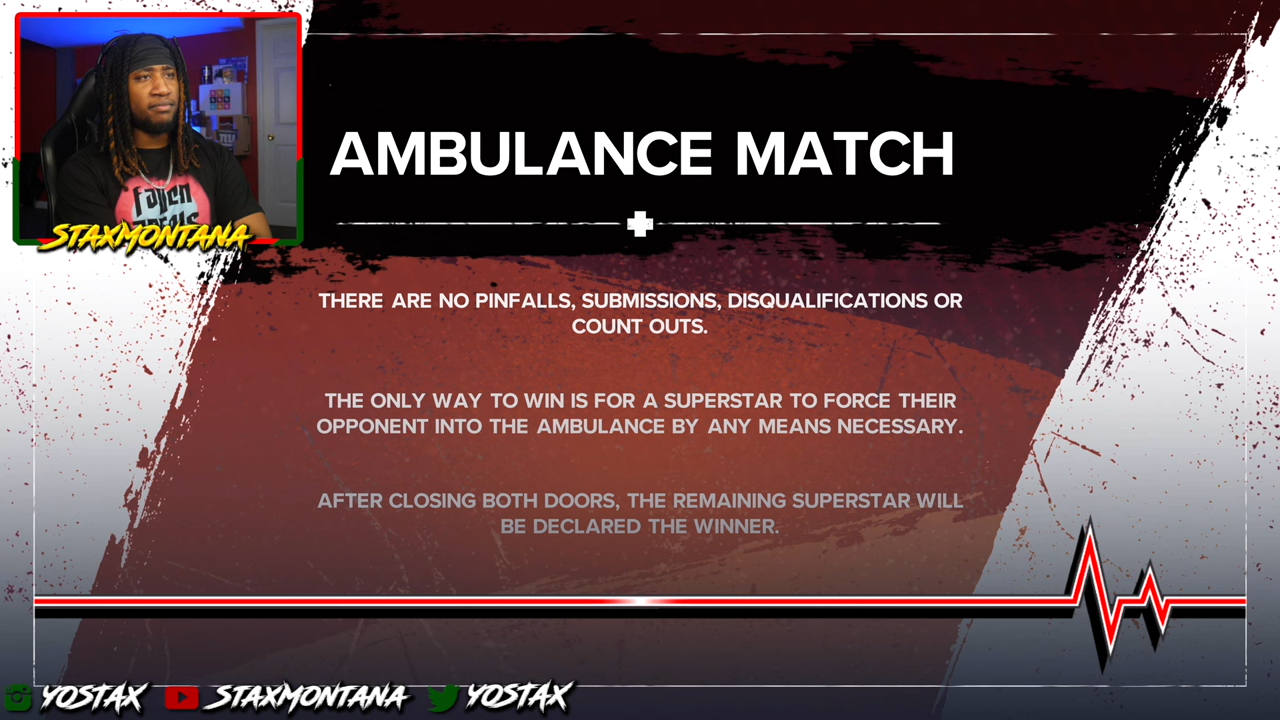 AMBULANCE MATCH
STAXMONTANA
THERE ARE NO PINFALLS, SUBMISSIONS, DISQUALIFICATIONS OR
COUNT OUTS.
THE ONLY WAY TO WIN IS FOR A SUPERSTAR TO FORCE THEIR
OPPONENT INTO THE AMBULANCE BY ANY MEANS NECESSARY.
AFTER CLOSING BOTH DOORS, THE REMAINING SUPERSTAR WILL
BE DECLARED THE WINNER.
YOSTAX STAXMONTANA YOSTAX